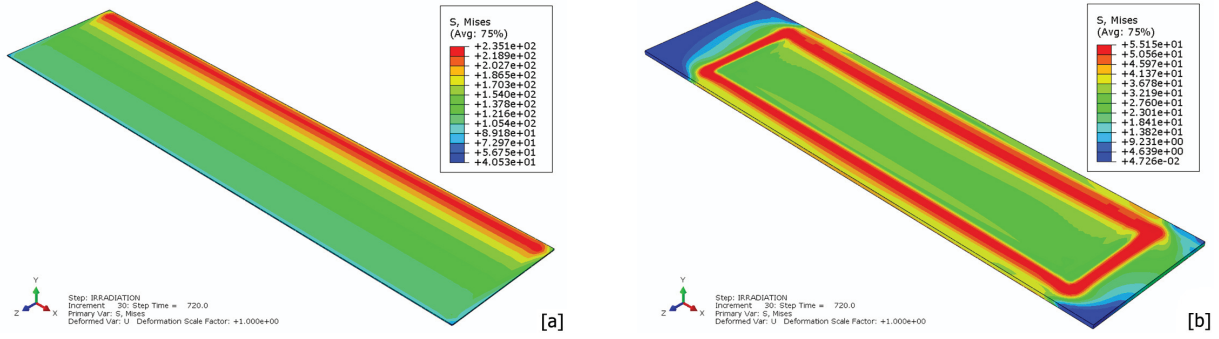 S, Mises
(Avg: 75%)
+2.351e+02
+2.189e+02
+2.027e+02
+1.865e+02
+1.703e+02
+1.540e+02
+1.378e+02
+1.216e+02
+1.054e+02
+8.918e+01
+7.297e+01
+5.675e+01
+4.053e+01
Y
Z
X
Step: IRRADIATION
Increment 30: Step Time = 720.0
Primary Var: S, Mises
Deformed Var: U Deformation Scale Factor: +1.000e+00
[a]
S, Mises
(Avg: 75%)
+5.515e+01
+5.056e+01
+4.597e+01
+4.137e+01
+3.678e+01
+3.219e+01
+2.760e+01
+2.301e+01
+1.841e+01
+1.382e+01
+9.231e+00
+4.639e+00
+4.726e-02
Y
Z
X
Step: IRRADIATION
Increment 30: Step Time = 720.0
Primary Var: S, Mises
Deformed Var: U Deformation Scale Factor: +1.000e+00
[b]